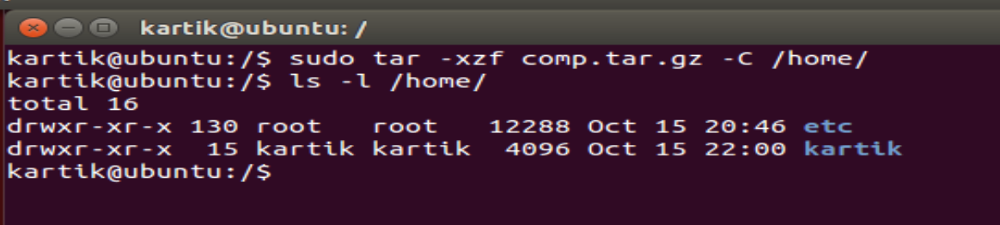 kartik@ubuntu: /
kartik@ubuntu:/$ sudo tar -xzf comp.tar.gz -C /home/
kartik@ubuntu:/$ ls -l /home/
total 16
drwxr-xr-x 130 root   root   12288 Oct 15 20:46 etc
drwxr-xr-x  15 kartik kartik  4096 Oct 15 22:00 kartik
kartik@ubuntu:/$